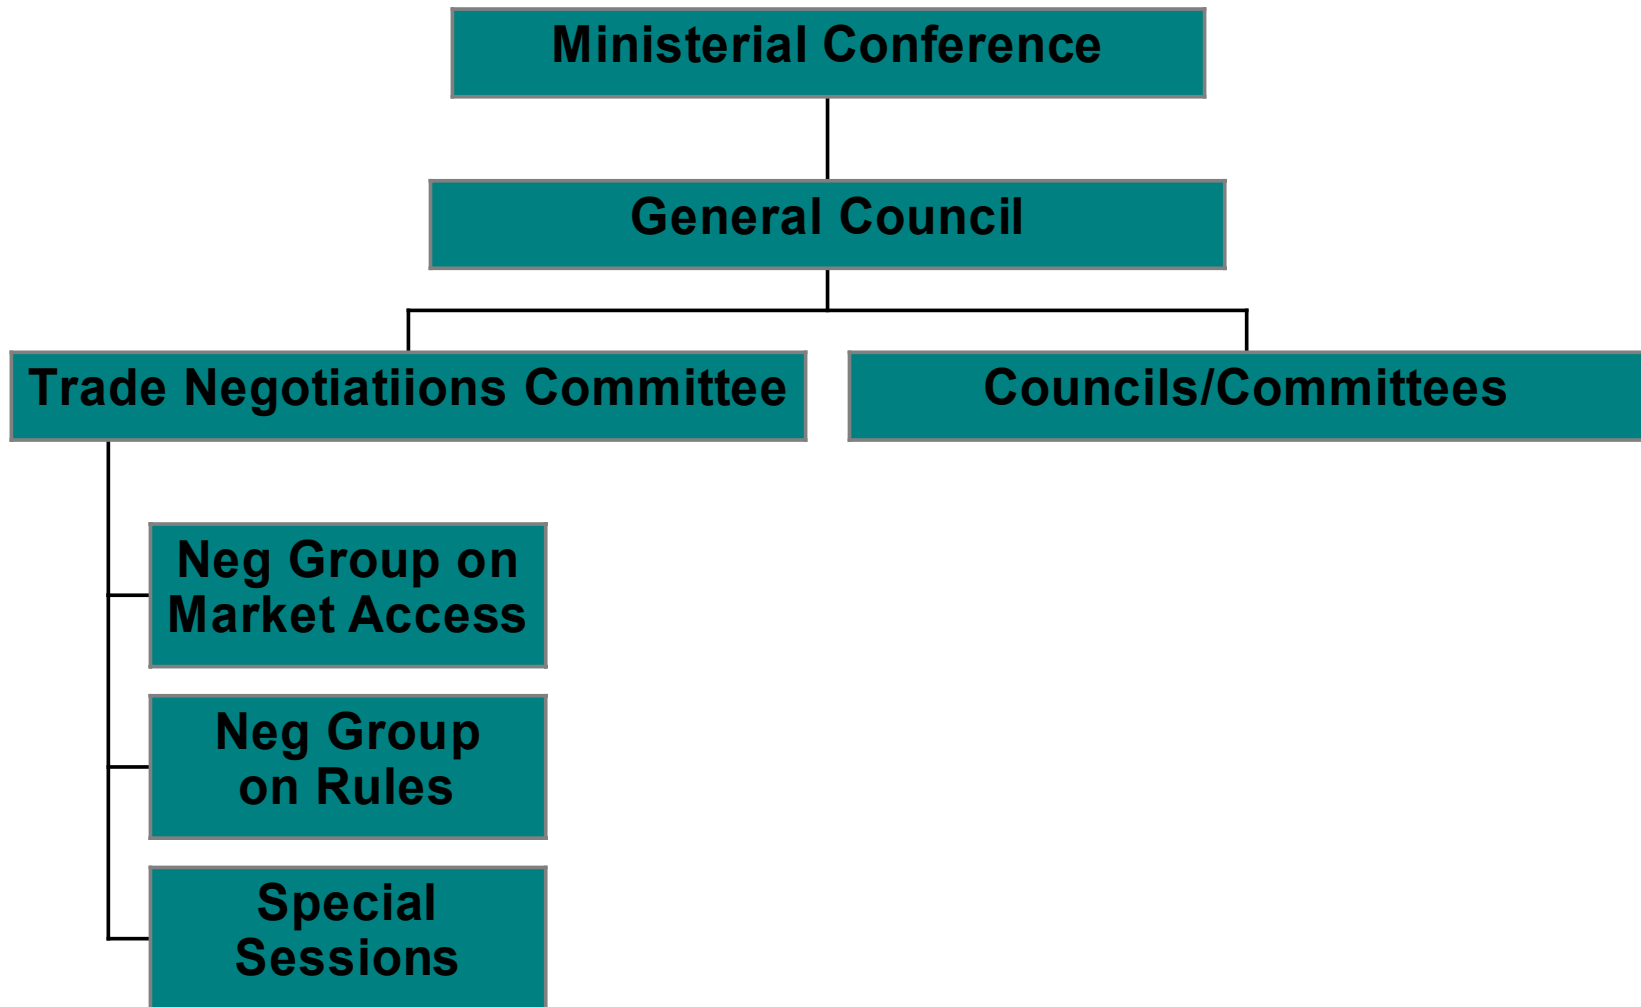 Ministerial Conference
General Council
Trade Negotiatiions Committee
Councils/Committees
Neg Group on
Market Access
Neg Group
on Rules
Special
Sessions